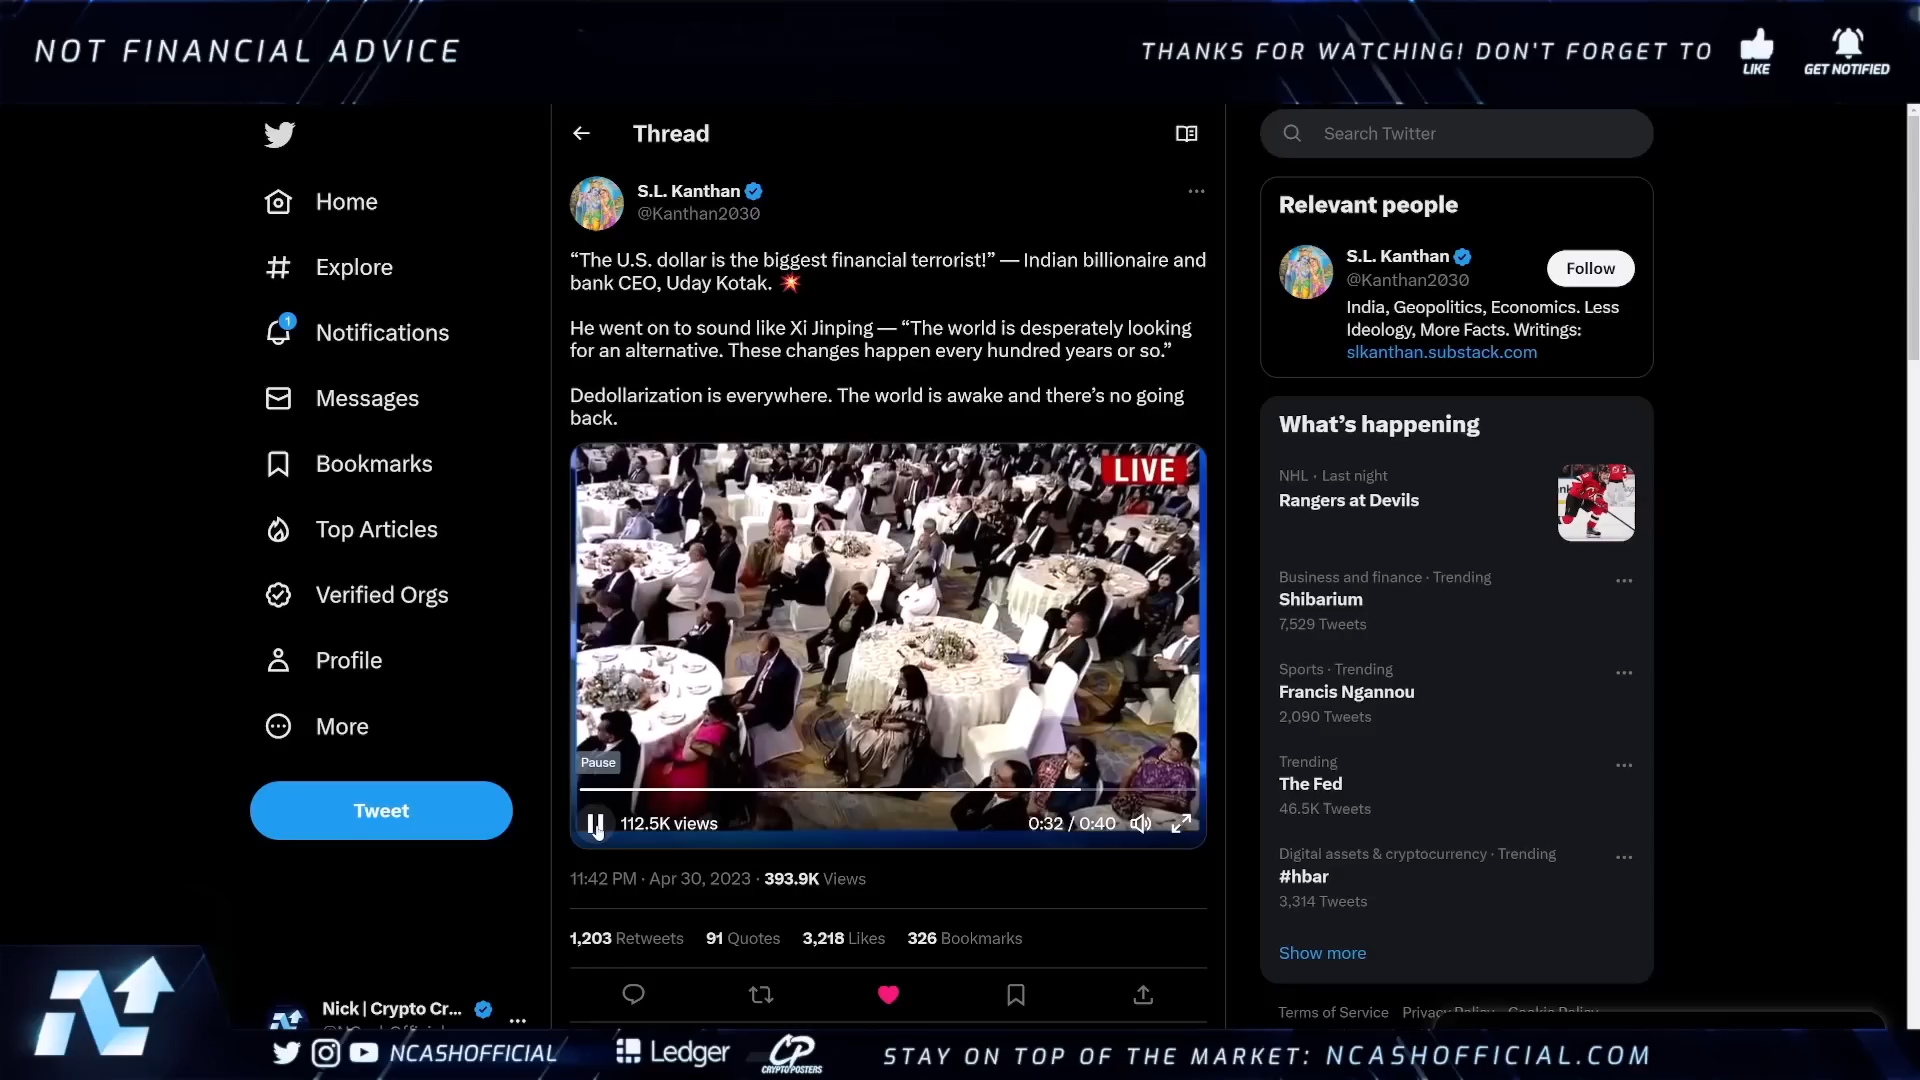 NOT FINANCIAL ADVICE
THANKS FOR WATCHING! DON'T FORGET TO
LIKE
GET NOTIFIED
Home
Explore
1
Notifications
Messages
Bookmarks
Top Articles
Verified Orgs
Profile
More
Tweet
Nick | Crypto Cr...
Thread
S.L. Kanthan
@Kanthan2030
“The U.S. dollar is the biggest financial terrorist!” — Indian billionaire and
bank CEO, Uday Kotak. 💥
He went on to sound like Xi Jinping — “The world is desperately looking
for an alternative. These changes happen every hundred years or so.”
Dedollarization is everywhere. The world is awake and there’s no going
back.
LIVE
Pause
112.5K views
0:32 / 0:40
11:42 PM · Apr 30, 2023 · 393.9K Views
1,203 Retweets 91 Quotes 3,218 Likes 326 Bookmarks
Search Twitter
Relevant people
S.L. Kanthan
@Kanthan2030
Follow
India, Geopolitics, Economics. Less
Ideology, More Facts. Writings:
slkanthan.substack.com
What’s happening
NHL · Last night
Rangers at Devils
Business and finance · Trending
Shibarium
7,529 Tweets
Sports · Trending
Francis Ngannou
2,090 Tweets
Trending
The Fed
46.5K Tweets
Digital assets & cryptocurrency · Trending
#hbar
3,314 Tweets
Show more
Terms of Service Privacy Policy Cookie Policy
NCASHOFFICIAL
Ledger
CP
CRYPTOPOSTERS
STAY ON TOP OF THE MARKET: NCASHOFFICIAL.COM